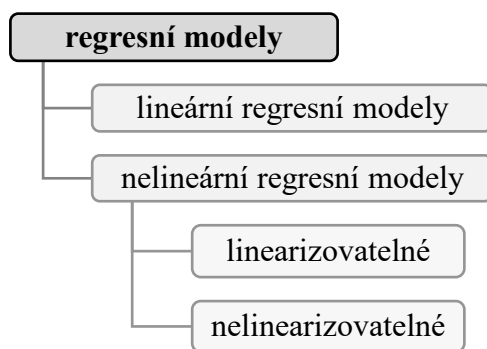 regresní modely
lineární regresní modely
nelineární regresní modely
linearizovatelné
nelinearizovatelné